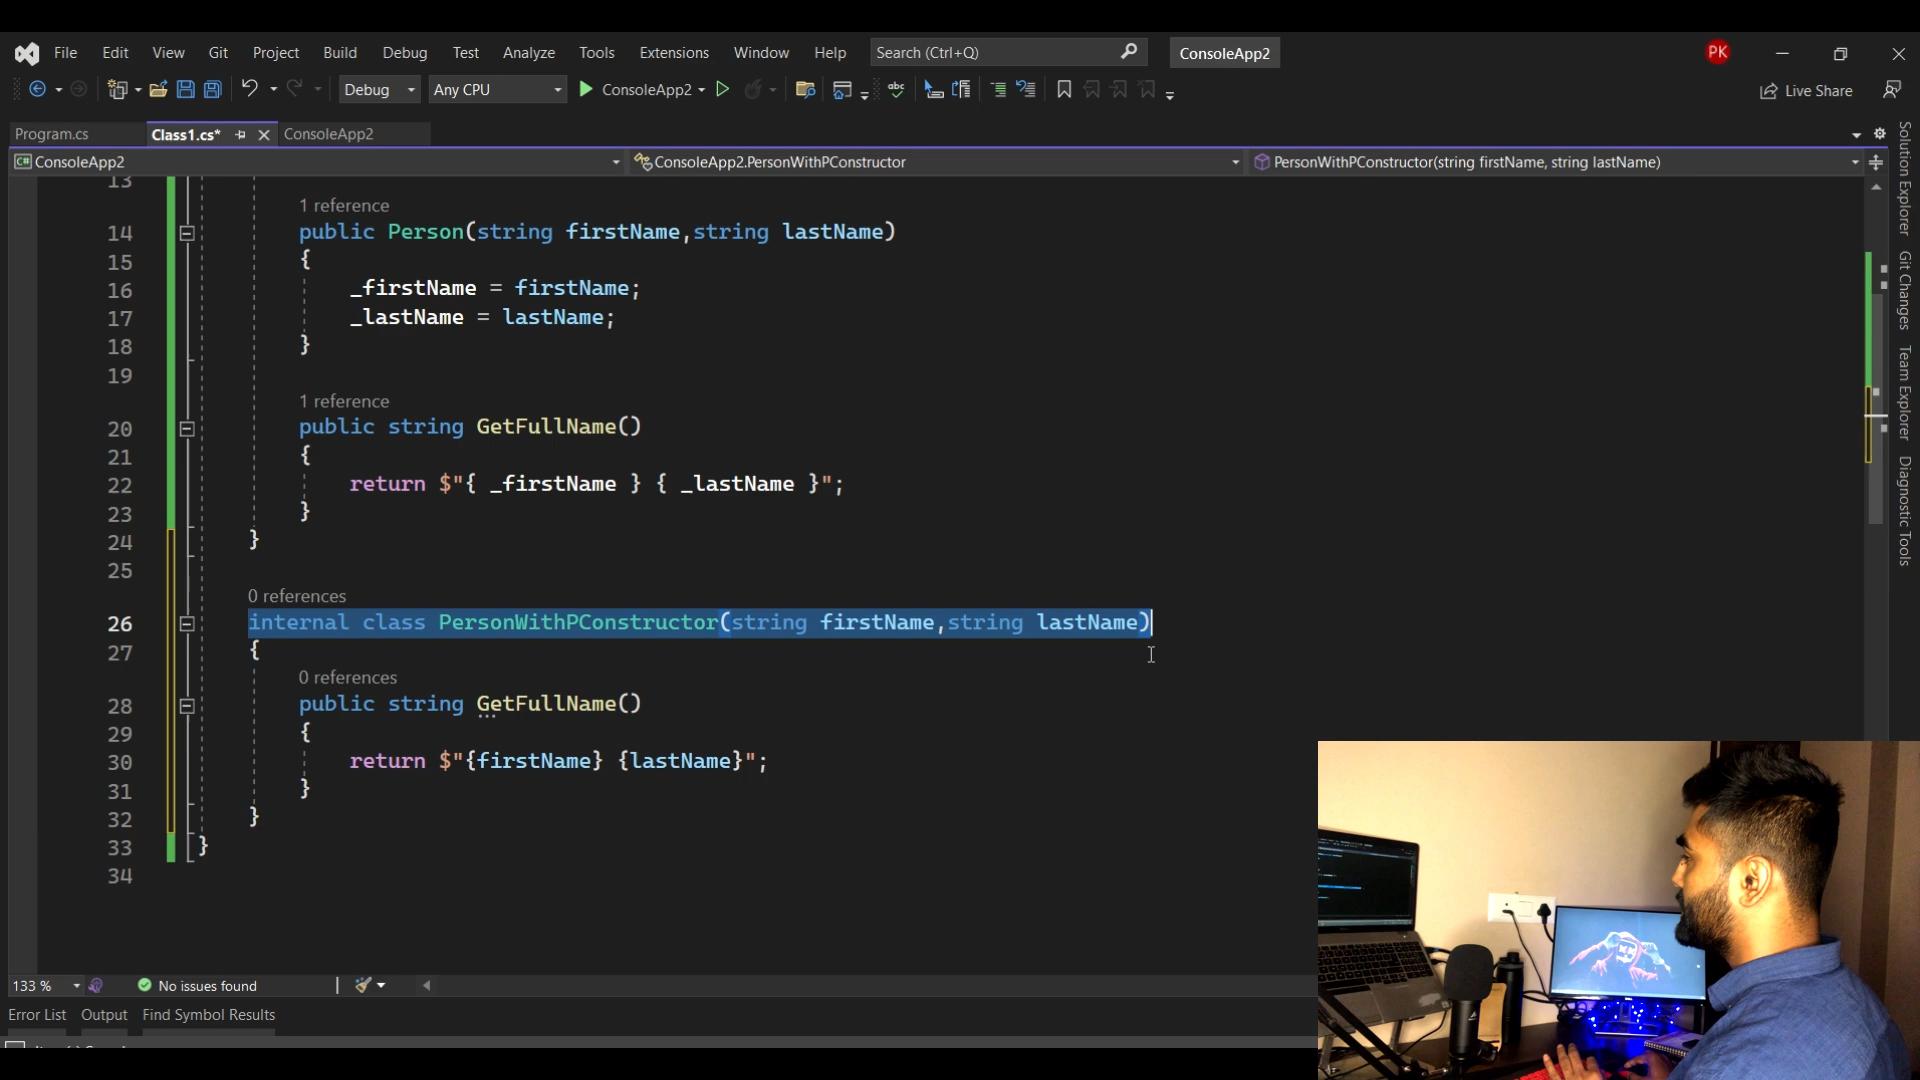 File Edit View Git Project Build Debug Test Analyze Tools Extensions Window Help Search (Ctrl+Q) ConsoleApp2 PK
Debug Any CPU ConsoleApp2 Live Share
Program.cs Class1.cs* ConsoleApp2
C# ConsoleApp2 ConsoleApp2.PersonWithPConstructor PersonWithPConstructor(string firstName, string lastName)
13
1 reference
14 public Person(string firstName,string lastName)
15 {
16 _firstName = firstName;
17 _lastName = lastName;
18 }
19
1 reference
20 public string GetFullName()
21 {
22 return $"{ _firstName } { _lastName }";
23 }
24 }
25
0 references
26 internal class PersonWithPConstructor(string firstName,string lastName)
27 {
0 references
28 public string GetFullName()
29 {
30 return $"{firstName} {lastName}";
31 }
32 }
33 }
34
Solution Explorer
Git Changes
Team Explorer
Diagnostic Tools
133 % No issues found
Error List Output Find Symbol Results